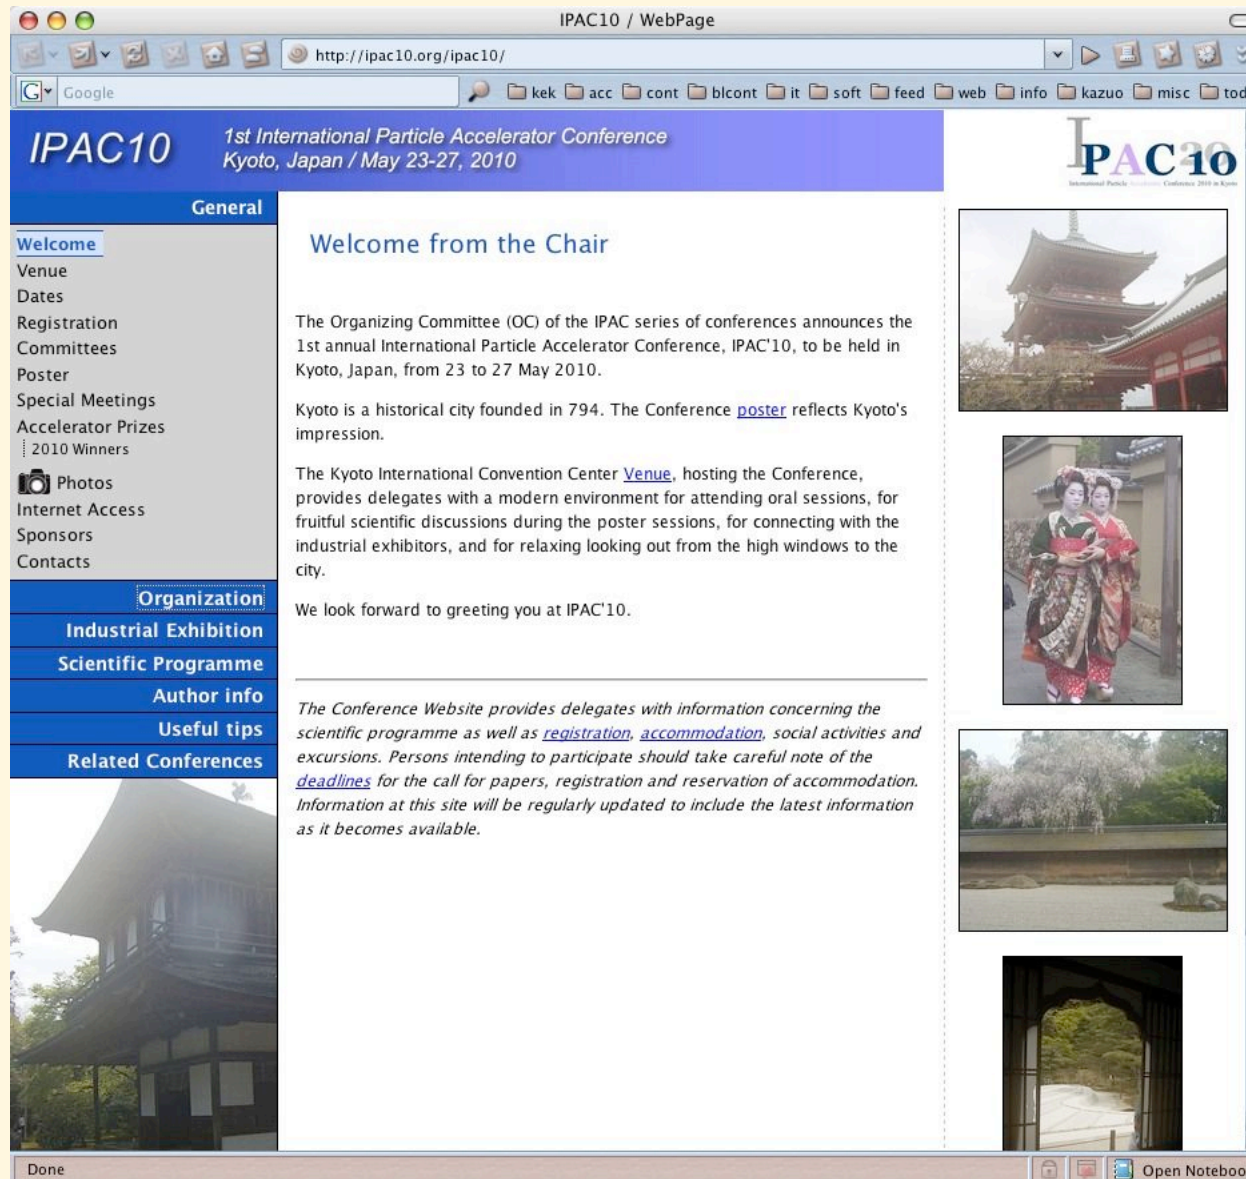 IPAC10 / WebPage
http://ipac10.org/ipac10/
Google
kek acc cont blcont it soft feed web info kazuo misc tod
IPAC10
1st International Particle Accelerator Conference
Kyoto, Japan / May 23-27, 2010
IPAC10
International Particle Accelerator Conference 2010 in Kyoto
General
Welcome
Venue
Dates
Registration
Committees
Poster
Special Meetings
Accelerator Prizes
2010 Winners
Photos
Internet Access
Sponsors
Contacts
Organization
Industrial Exhibition
Scientific Programme
Author info
Useful tips
Related Conferences
Welcome from the Chair
The Organizing Committee (OC) of the IPAC series of conferences announces the
1st annual International Particle Accelerator Conference, IPAC'10, to be held in
Kyoto, Japan, from 23 to 27 May 2010.
Kyoto is a historical city founded in 794. The Conference poster reflects Kyoto's
impression.
The Kyoto International Convention Center Venue, hosting the Conference,
provides delegates with a modern environment for attending oral sessions, for
fruitful scientific discussions during the poster sessions, for connecting with the
industrial exhibitors, and for relaxing looking out from the high windows to the
city.
We look forward to greeting you at IPAC'10.
The Conference Website provides delegates with information concerning the
scientific programme as well as registration, accommodation, social activities and
excursions. Persons intending to participate should take careful note of the
deadlines for the call for papers, registration and reservation of accommodation.
Information at this site will be regularly updated to include the latest information
as it becomes available.
Done
Open Noteboo